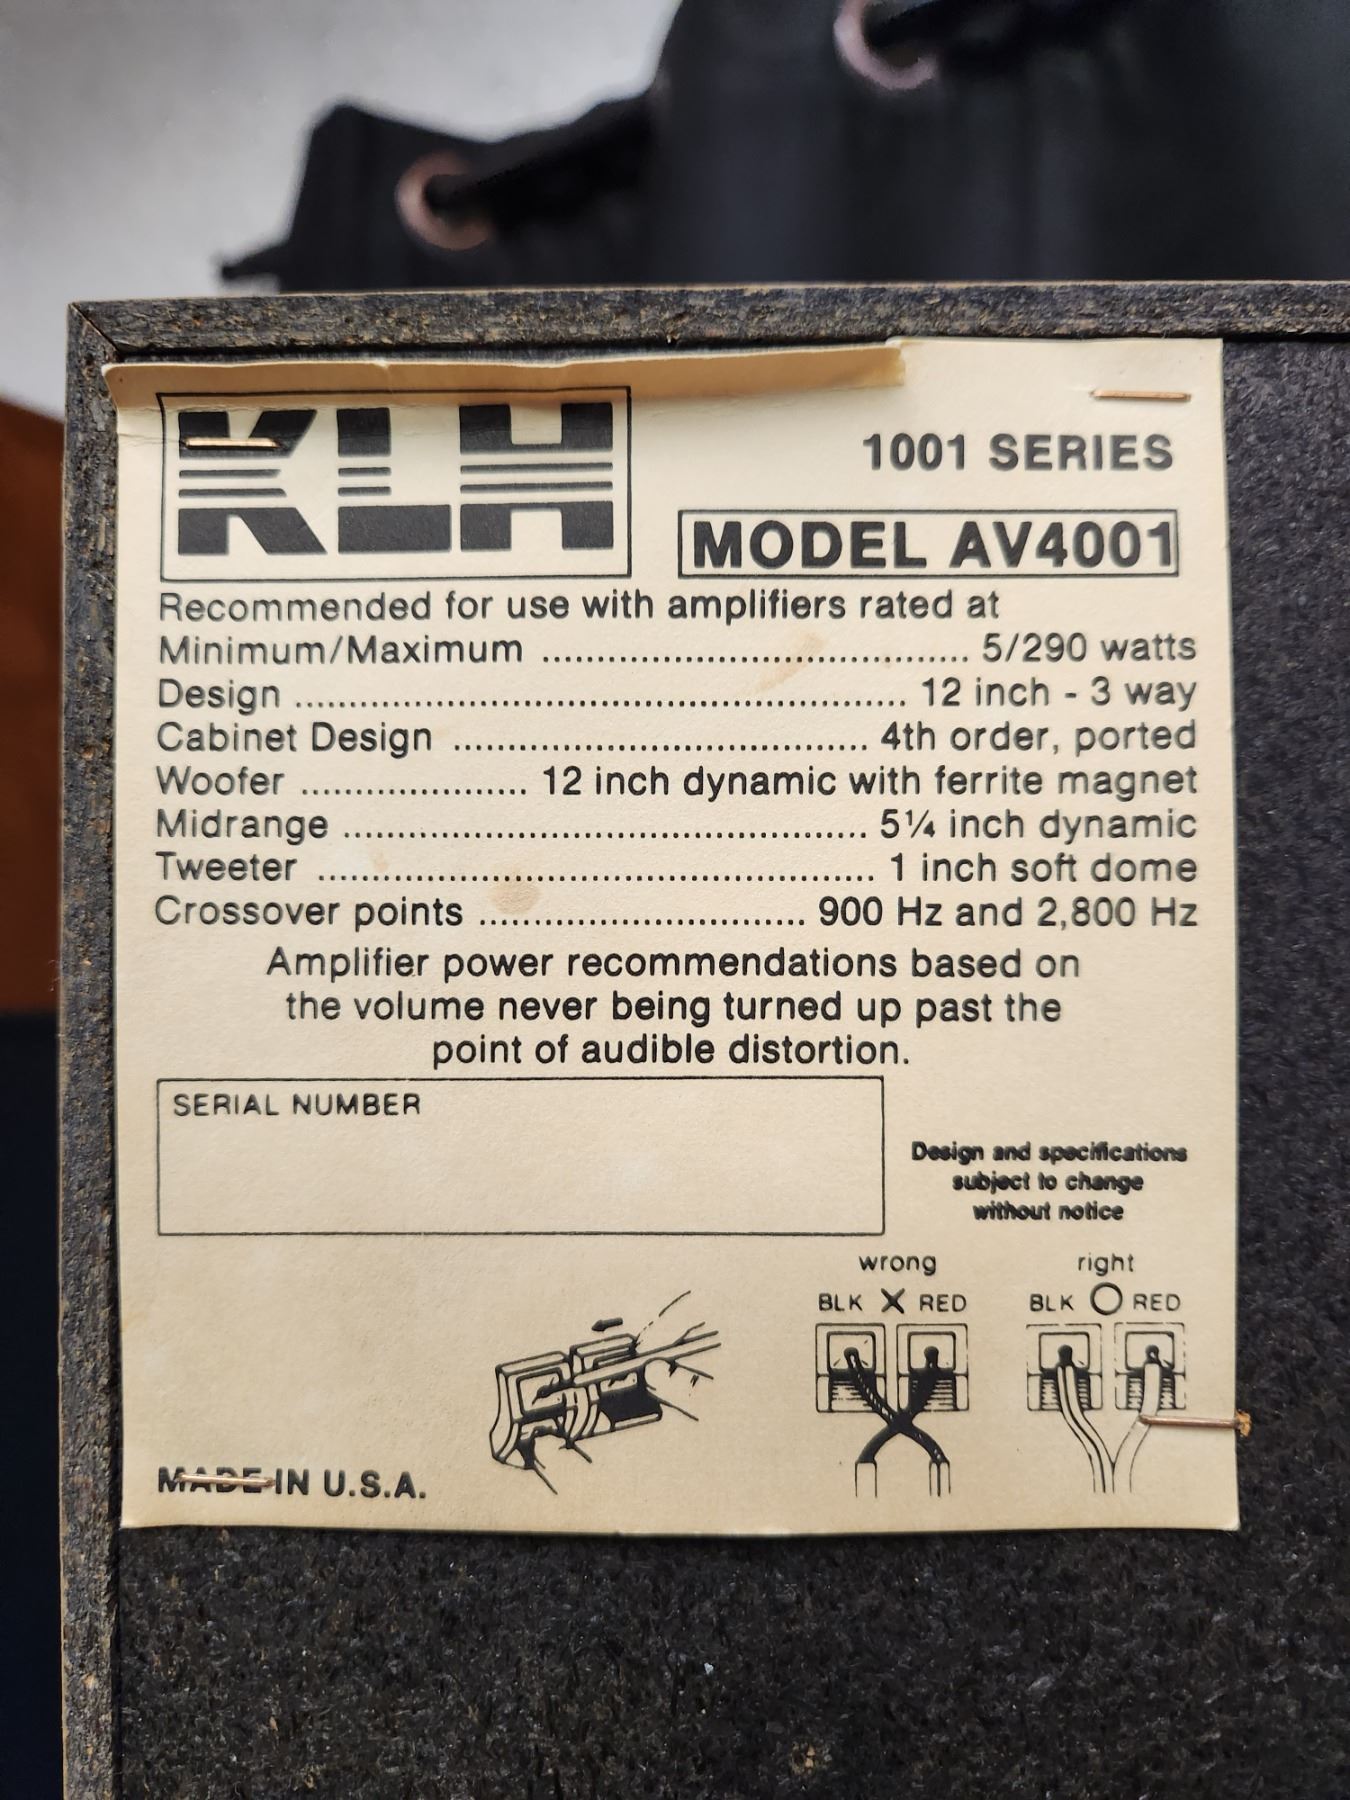 KLH
1001 SERIES
MODEL AV4001
Recommended for use with amplifiers rated at
Minimum/Maximum ........................................ 5/290 watts
Design ......................................................... 12 inch - 3 way
Cabinet Design ....................................... 4th order, ported
Woofer ..................... 12 inch dynamic with ferrite magnet
Midrange ................................................. 5¼ inch dynamic
Tweeter .................................................... 1 inch soft dome
Crossover points .............................. 900 Hz and 2,800 Hz
Amplifier power recommendations based on
the volume never being turned up past the
point of audible distortion.
SERIAL NUMBER
Design and specifications
subject to change
without notice
wrong
BLK X RED
right
BLK O RED
MADE IN U.S.A.